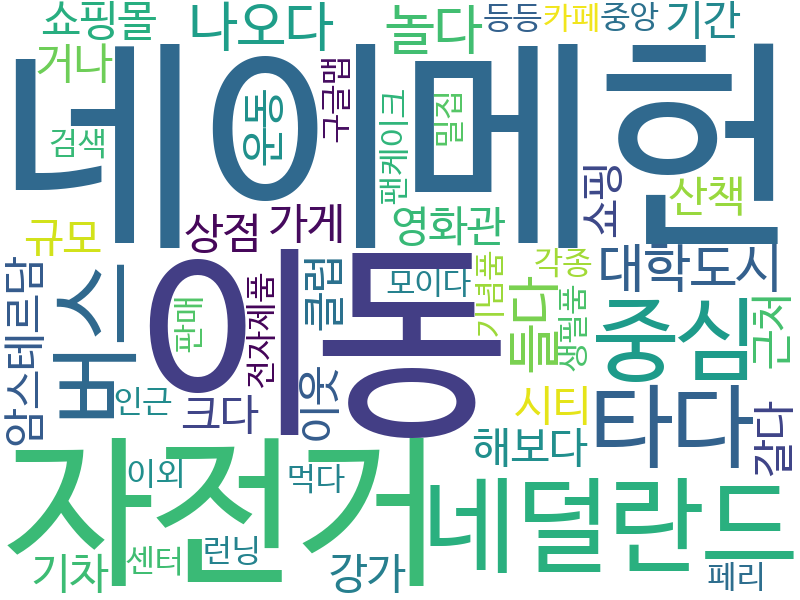 쇼핑몰
나오다
놀다
등등
카페
중앙
기간
거나
네이메헌
운동
구글맵
팬케이크
밀집
검색
쇼핑
산책
규모
상점
가게
영화관
대학도시
암스테르담
버스
이동
판매
전자제품
클럽
모이다
기념품
각종
들다
생필품
중심
근처
인근
크다
이웃
시티
타다
갈다
해보다
자전거
이외
먹다
네덜란드
기차
센터
런닝
강가
페리